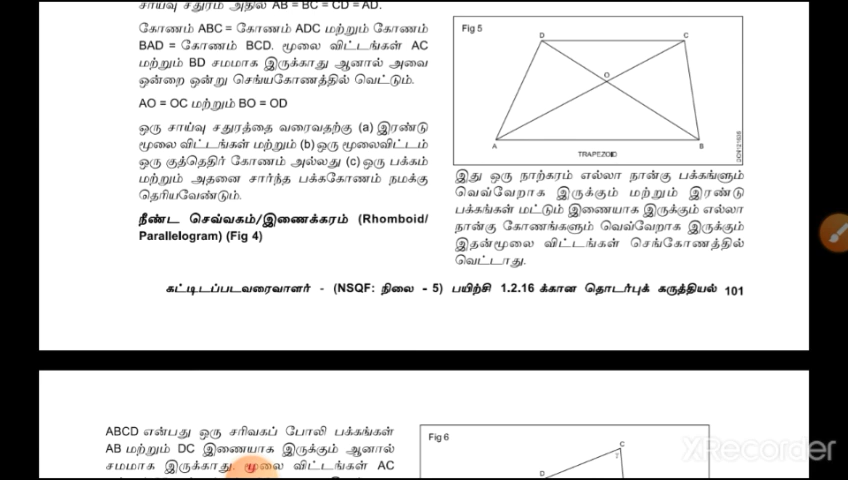 சாய்வு சதுரம் அதில் AB = BC = CD = AD.
கோணம் ABC = கோணம் ADC மற்றும் கோணம்
BAD = கோணம் BCD. மூலை விட்டங்கள் AC
மற்றும் BD சமமாக இருக்காது ஆனால் அவை
ஒன்றை ஒன்று செங்யகோணத்தில் வெட்டும்.
AO = OC மற்றும் BO = OD
ஒரு சாய்வு சதுரத்தை வரைவதற்கு (a) இரண்டு
மூலை விட்டங்கள் மற்றும் (b) ஒரு மூலைவிட்டம்
ஒரு குத்தெதிர் கோணம் அல்லது (c) ஒரு பக்கம்
மற்றும் அதனை சார்ந்த பக்ககோணம் நமக்கு
தெரியவேண்டும்.
நீண்ட செவ்வகம்/இணைக்கரம் (Rhomboid/
Parallelogram) (Fig 4)
Fig 5
D
C
O
A
B
TRAPEZOID
இது ஒரு நாற்கரம் எல்லா நான்கு பக்கங்ளும்
வெவ்வேறாக இருக்கும் மற்றும் இரண்டு
பக்கங்கள் மட்டும் இணையாக இருக்கும் எல்லா
நான்கு கோணங்களும் வெவ்வேறாக இருக்கும்
இதன்மூலை விட்டங்கள் செங்கோணத்தில்
வெட்டாது.
கட்டிடப்படவரைவாளர் - (NSQF: நிலை - 5) பயிற்சி 1.2.16 க்கான தொடர்புக் கருத்தியல் 101
ABCD என்பது ஒரு சரிவகப் போலி பக்கங்கள்
AB மற்றும் DC இணையாக இருக்கும் ஆனால்
சமமாக இருக்காது. மூலை விட்டங்கள் AC
Fig 6
C
D
XRecorder